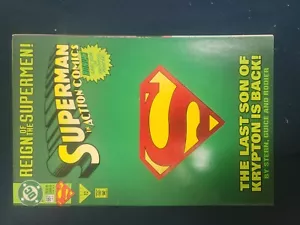 REIGN OF THE SUPERMEN!
SUPERMAN
IN ACTION COMICS
S
THE LAST SON OF
KRYPTON IS BACK!
BY STERN, GUICE AND RODIER
DC